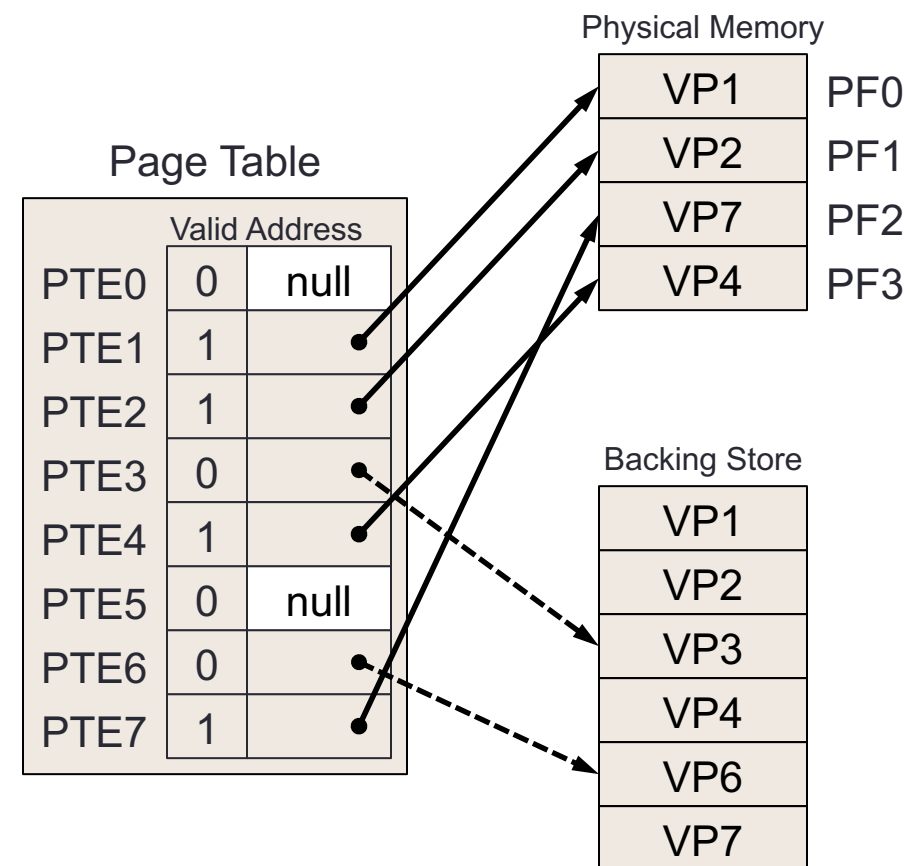 Physical Memory
VP1 PF0
VP2 PF1
VP7 PF2
VP4 PF3
Page Table
Valid Address
PTE0 0 null
PTE1 1
PTE2 1
PTE3 0
PTE4 1
PTE5 0 null
PTE6 0
PTE7 1
Backing Store
VP1
VP2
VP3
VP4
VP6
VP7